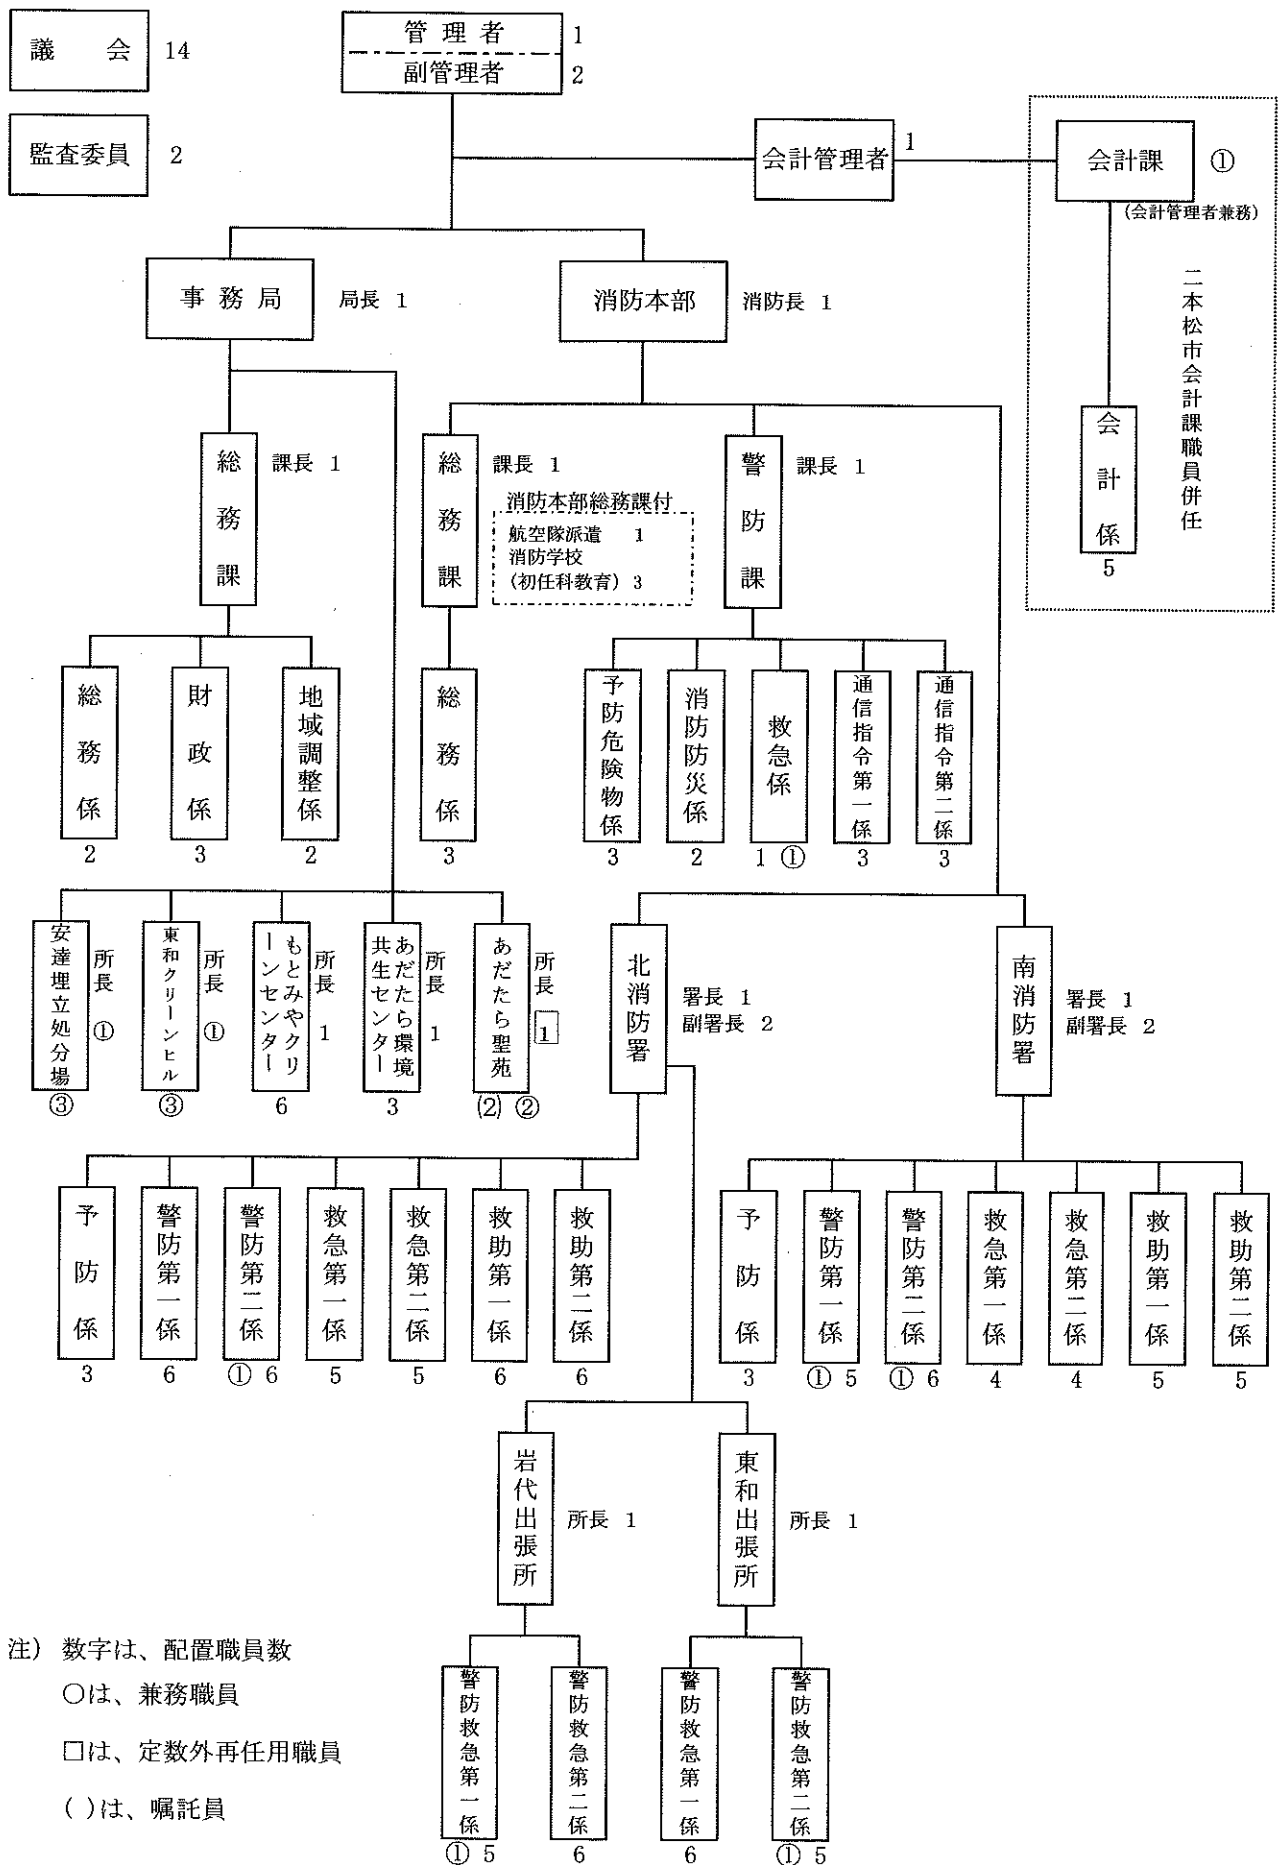 議会 14
管理者 1
副管理者 2
監査委員 2
会計管理者 1
会計課 ①
(会計管理者兼務)
二本松市会計課職員併任
会計係
5
事務局 局長 1
消防本部 消防長 1
総務課 課長 1
総務課 課長 1
消防本部総務課付
航空隊派遣 1
消防学校
(初任科教育) 3
警防課 課長 1
総務係
2
財政係
3
地域調整係
2
総務係
3
予防危険物係
3
消防防災係
2
救急係
1 ①
通信指令第一係
3
通信指令第二係
3
安達埋立処分場 所長 ①
③
東和クリーンヒル 所長 ①
③
もとみやクリーンセンター 所長 1
6
あだたら環境共生センター 所長 1
3
あだたら聖苑 所長 1
(2) ②
北消防署 署長 1
副署長 2
南消防署 署長 1
副署長 2
予防係
3
警防第一係
6
警防第二係
① 6
救急第一係
5
救急第二係
5
救助第一係
6
救助第二係
6
予防係
3
警防第一係
① 5
警防第二係
① 6
救急第一係
4
救急第二係
4
救助第一係
5
救助第二係
5
岩代出張所 所長 1
東和出張所 所長 1
警防救急第一係
① 5
警防救急第二係
6
警防救急第一係
6
警防救急第二係
① 5
注) 数字は、配置職員数
○は、兼務職員
□は、定数外再任用職員
( )は、嘱託員